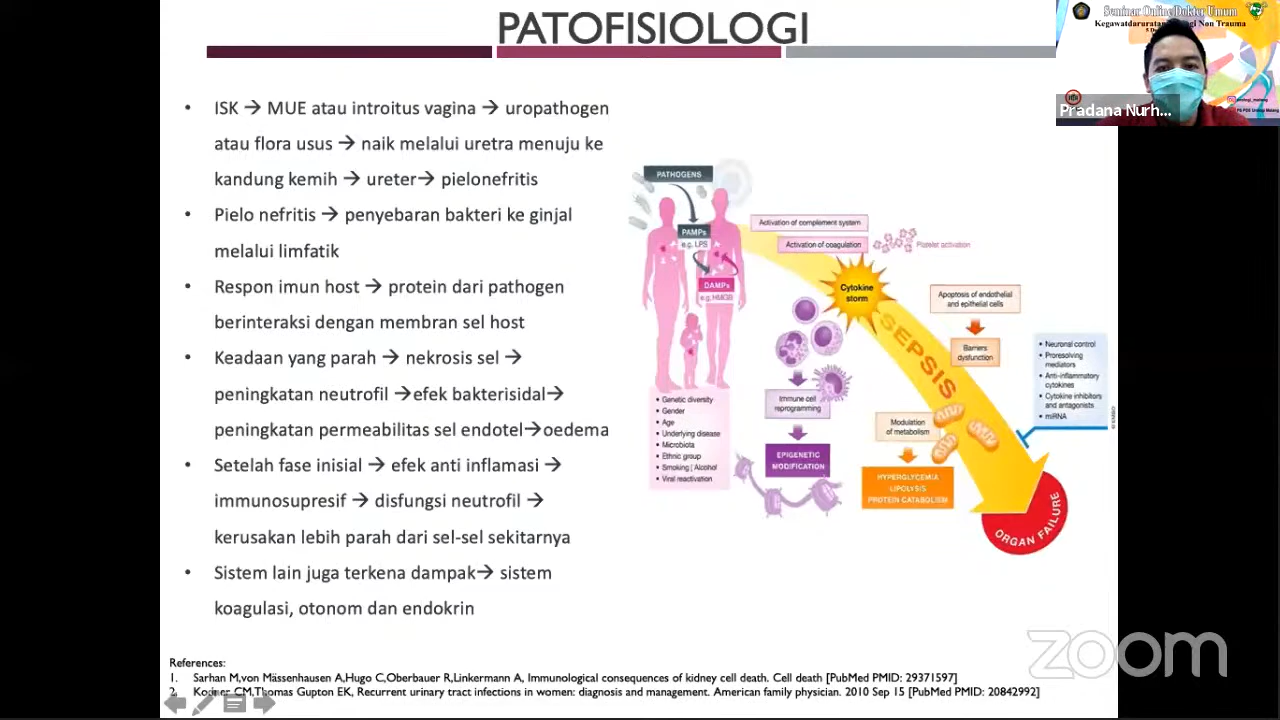 PATOFISIOLOGI
Seminar Online Dokter Umum
Pradana Nurh...
• ISK → MUE atau introitus vagina → uropathogen
atau flora usus → naik melalui uretra menuju ke
kandung kemih → ureter→ pielonefritis
• Pielo nefritis → penyebaran bakteri ke ginjal
melalui limfatik
• Respon imun host → protein dari pathogen
berinteraksi dengan membran sel host
• Keadaan yang parah → nekrosis sel →
peningkatan neutrofil →efek bakterisidal→
peningkatan permeabilitas sel endotel→oedema
• Setelah fase inisial → efek anti inflamasi →
immunosupresif → disfungsi neutrofil →
kerusakan lebih parah dari sel-sel sekitarnya
• Sistem lain juga terkena dampak→ sistem
koagulasi, otonom dan endokrin
PATHOGENS
PAMPs
e.g. LPS
DAMPs
e.g. HMGB
• Genetic diversity
• Gender
• Age
• Underlying disease
• Microbiota
• Ethnic group
• Smoking / Alcohol
• Viral reactivation
Activation of complement system
Activation of coagulation
Platelet activation
Cytokine
storm
SEPSIS
Immune cell
reprogramming
EPIGENETIC
MODIFICATION
Apoptosis of endothelial
and epithelial cells
Barriers
dysfunction
Modulation
of metabolism
HYPERGLYCEMIA
LIPOLYSIS
PROTEIN CATABOLISM
• Neuronal control
• Proresolving
mediators
• Anti-inflammatory
cytokines
• Cytokine inhibitors
and antagonists
• mRNA
ORGAN FAILURE
zoom
References:
1. Sarhan M,von Mässenhausen A,Hugo C,Oberbauer R,Linkermann A, Immunological consequences of kidney cell death. Cell death [PubMed PMID: 29371597]
2. CM,Thomas Gupton EK, Recurrent urinary tract infections in women: diagnosis and management. American family physician. 2010 Sep 15 [PubMed PMID: 20842992]